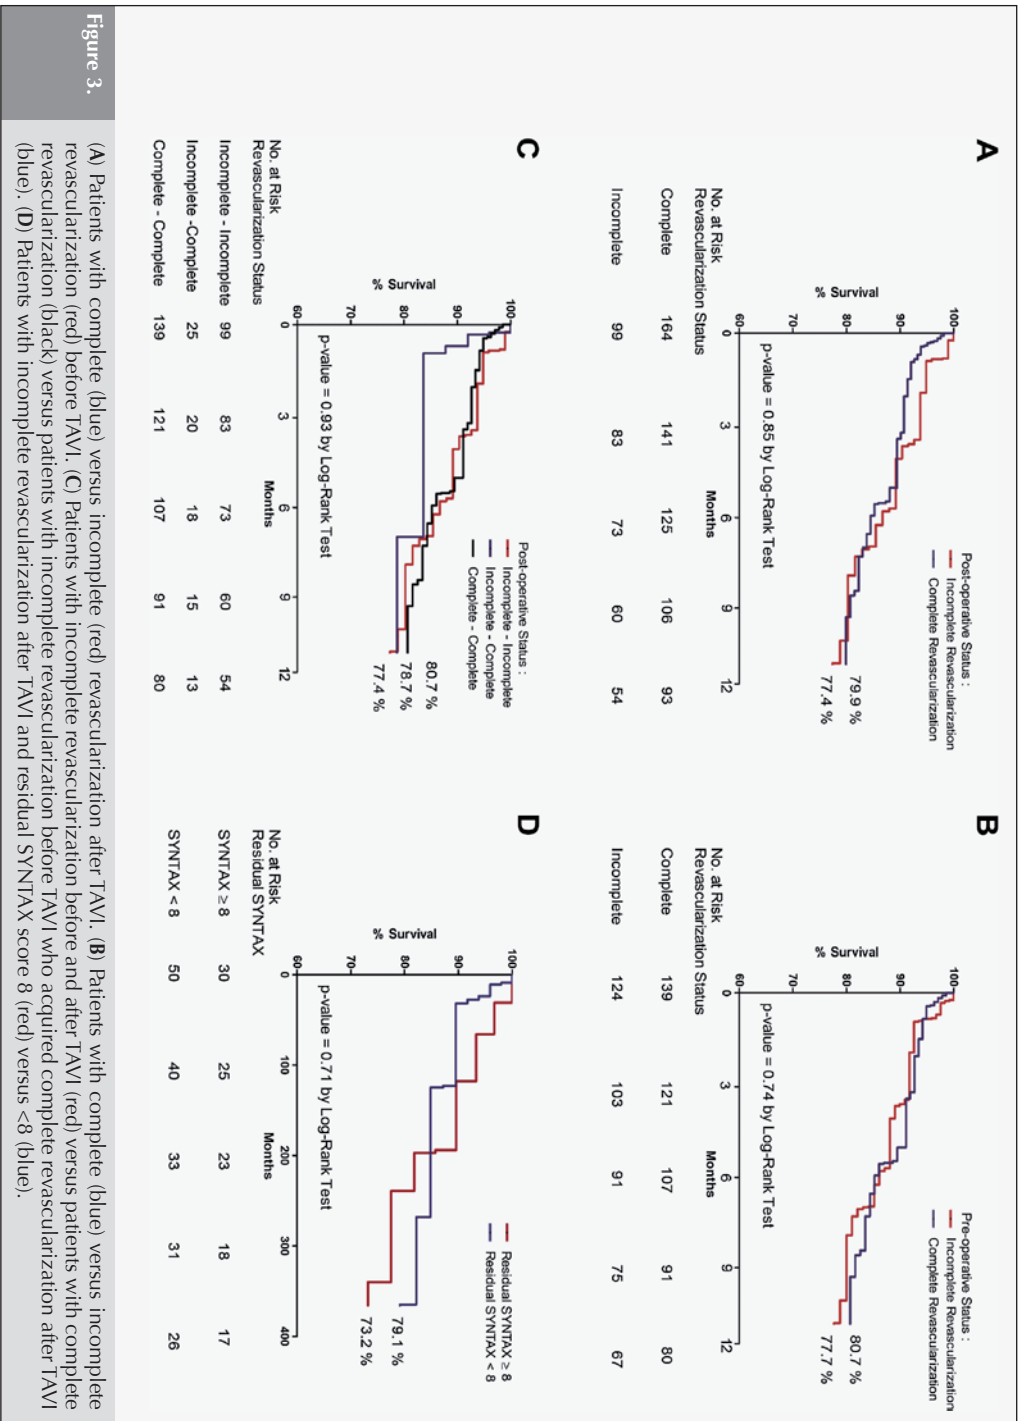 A
% Survival
100
90
80
70
60
0
3
6
9
12
Months
Post-operative Status :
Incomplete Revascularization
Complete Revascularization
79.9 %
77.4 %
p-value = 0.85 by Log-Rank Test
No. at Risk
Revascularization Status
Complete 164 141 125 106 93
Incomplete 99 83 73 60 54
B
% Survival
100
90
80
70
60
0
3
6
9
12
Months
Pre-operative Status :
Incomplete Revascularization
Complete Revascularization
80.7 %
77.7 %
p-value = 0.74 by Log-Rank Test
No. at Risk
Revascularization Status
Complete 139 121 107 91 80
Incomplete 124 103 91 75 67
C
% Survival
100
90
80
70
60
0
3
6
9
12
Months
Post-operative Status :
Incomplete - Incomplete
Incomplete - Complete
Complete - Complete
80.7 %
78.7 %
77.4 %
p-value = 0.93 by Log-Rank Test
No. at Risk
Revascularization Status
Incomplete - Incomplete 99 83 73 60 54
Incomplete -Complete 25 20 18 15 13
Complete - Complete 139 121 107 91 80
D
% Survival
100
90
80
70
60
0
100
200
300
400
Months
Residual SYNTAX ≥ 8
Residual SYNTAX < 8
79.1 %
73.2 %
p-value = 0.71 by Log-Rank Test
No. at Risk
Residual SYNTAX
SYNTAX ≥ 8 30 25 23 18 17
SYNTAX < 8 50 40 33 31 26
Figure 3.
(A) Patients with complete (blue) versus incomplete (red) revascularization after TAVI. (B) Patients with complete (blue) versus incomplete
revascularization (red) before TAVI. (C) Patients with incomplete revascularization before and after TAVI (red) versus patients with complete
revascularization (black) versus patients with incomplete revascularization before TAVI who acquired complete revascularization after TAVI
(blue). (D) Patients with incomplete revascularization after TAVI and residual SYNTAX score 8 (red) versus <8 (blue).